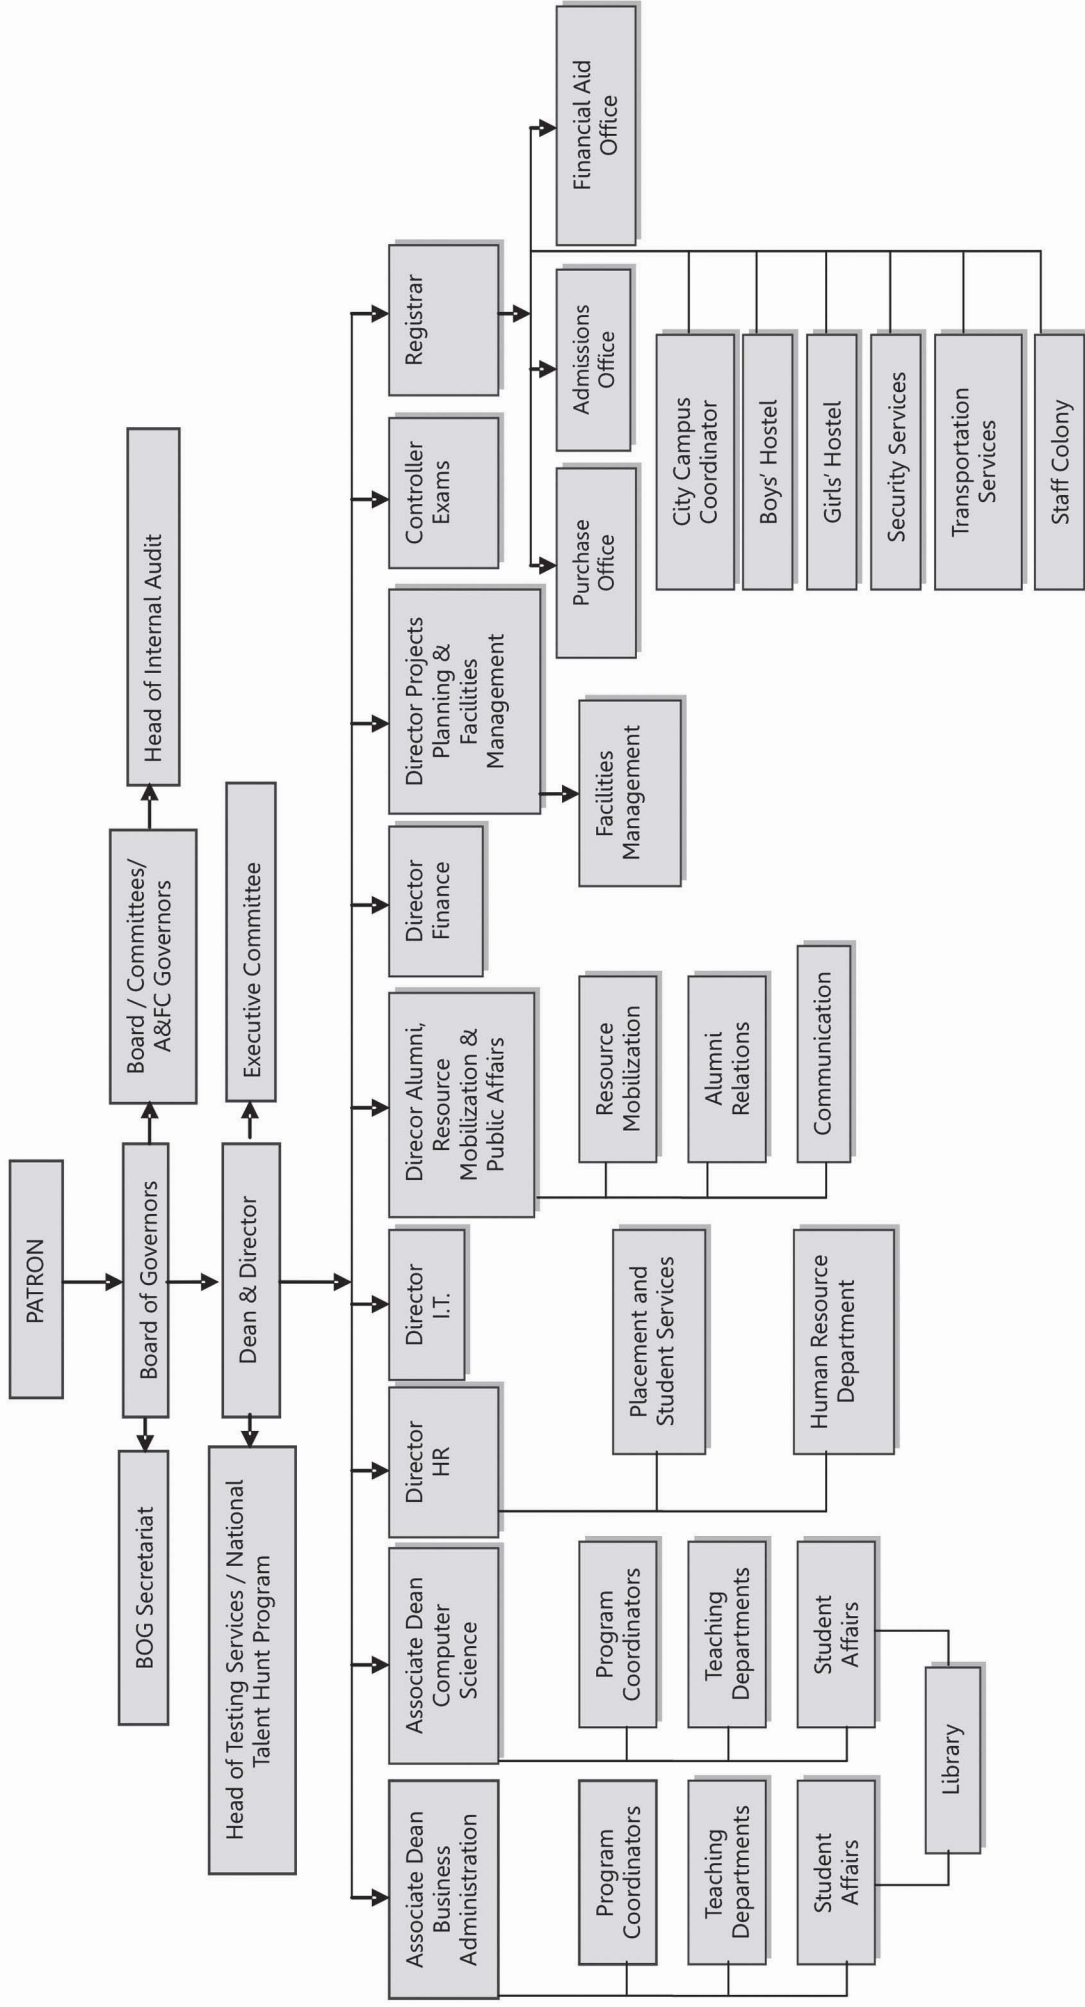 PATRON
BOG Secretariat
Board of Governors
Board / Committees/
A&FC Governors
Head of Internal Audit
Head of Testing Services / National
Talent Hunt Program
Dean & Director
Executive Committee
Associate Dean
Business
Administration
Associate Dean
Computer
Science
Director
HR
Director
I.T.
Direcor Alumni,
Resource
Mobilization &
Public Affairs
Director
Finance
Director Projects
Planning &
Facilities
Management
Controller
Exams
Registrar
Program
Coordinators
Teaching
Departments
Student
Affairs
Program
Coordinators
Teaching
Departments
Student
Affairs
Library
Placement and
Student Services
Human Resource
Department
Resource
Mobilization
Alumni
Relations
Communication
Facilities
Management
Purchase
Office
Admissions
Office
Financial Aid
Office
City Campus
Coordinator
Boys' Hostel
Girls' Hostel
Security Services
Transportation
Services
Staff Colony